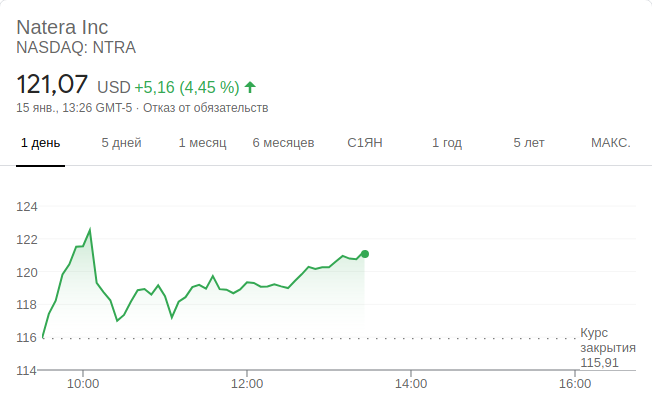 Natera Inc
NASDAQ: NTRA
121,07 USD +5,16 (4,45 %)
15 янв., 13:26 GMT-5 · Отказ от обязательств
1 день 5 дней 1 месяц 6 месяцев С1ЯН 1 год 5 лет МАКС.
124
122
120
118
116
114
Курс
закрытия
115,91
10:00 12:00 14:00 16:00